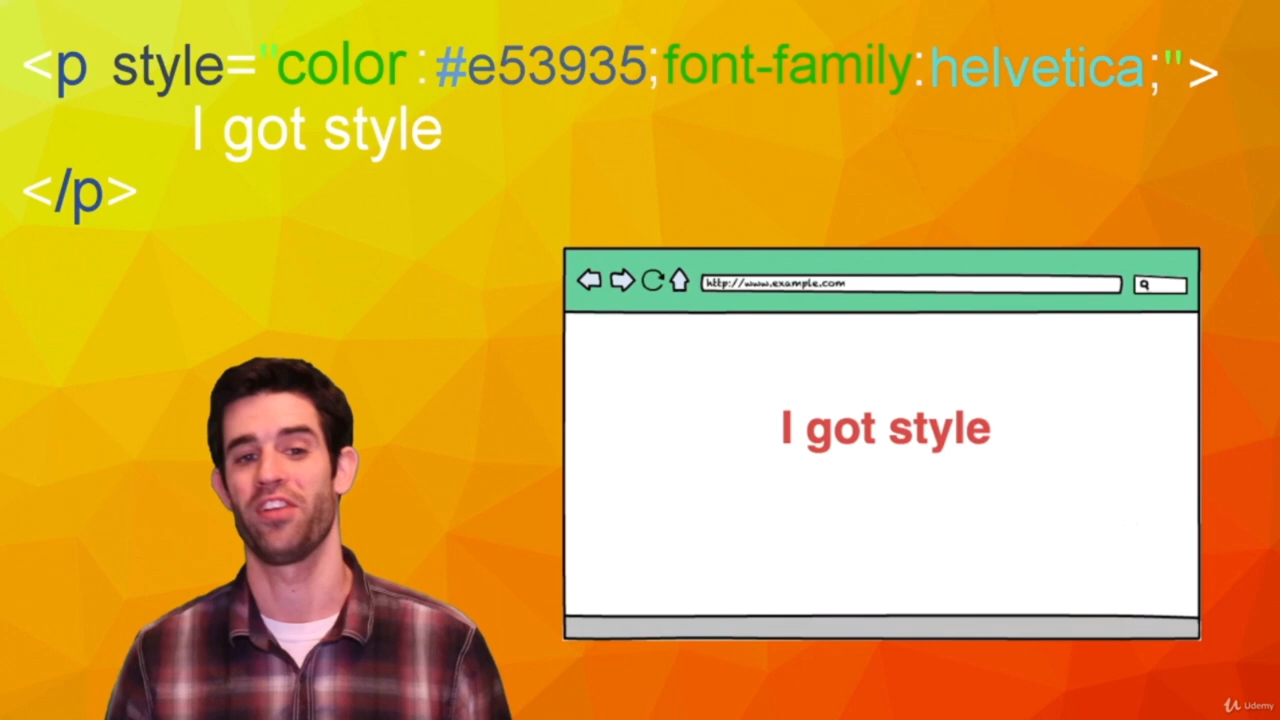 <p style="color:#e53935;font-family:helvetica;">
I got style
</p>
http://www.example.com
I got style
Udemy